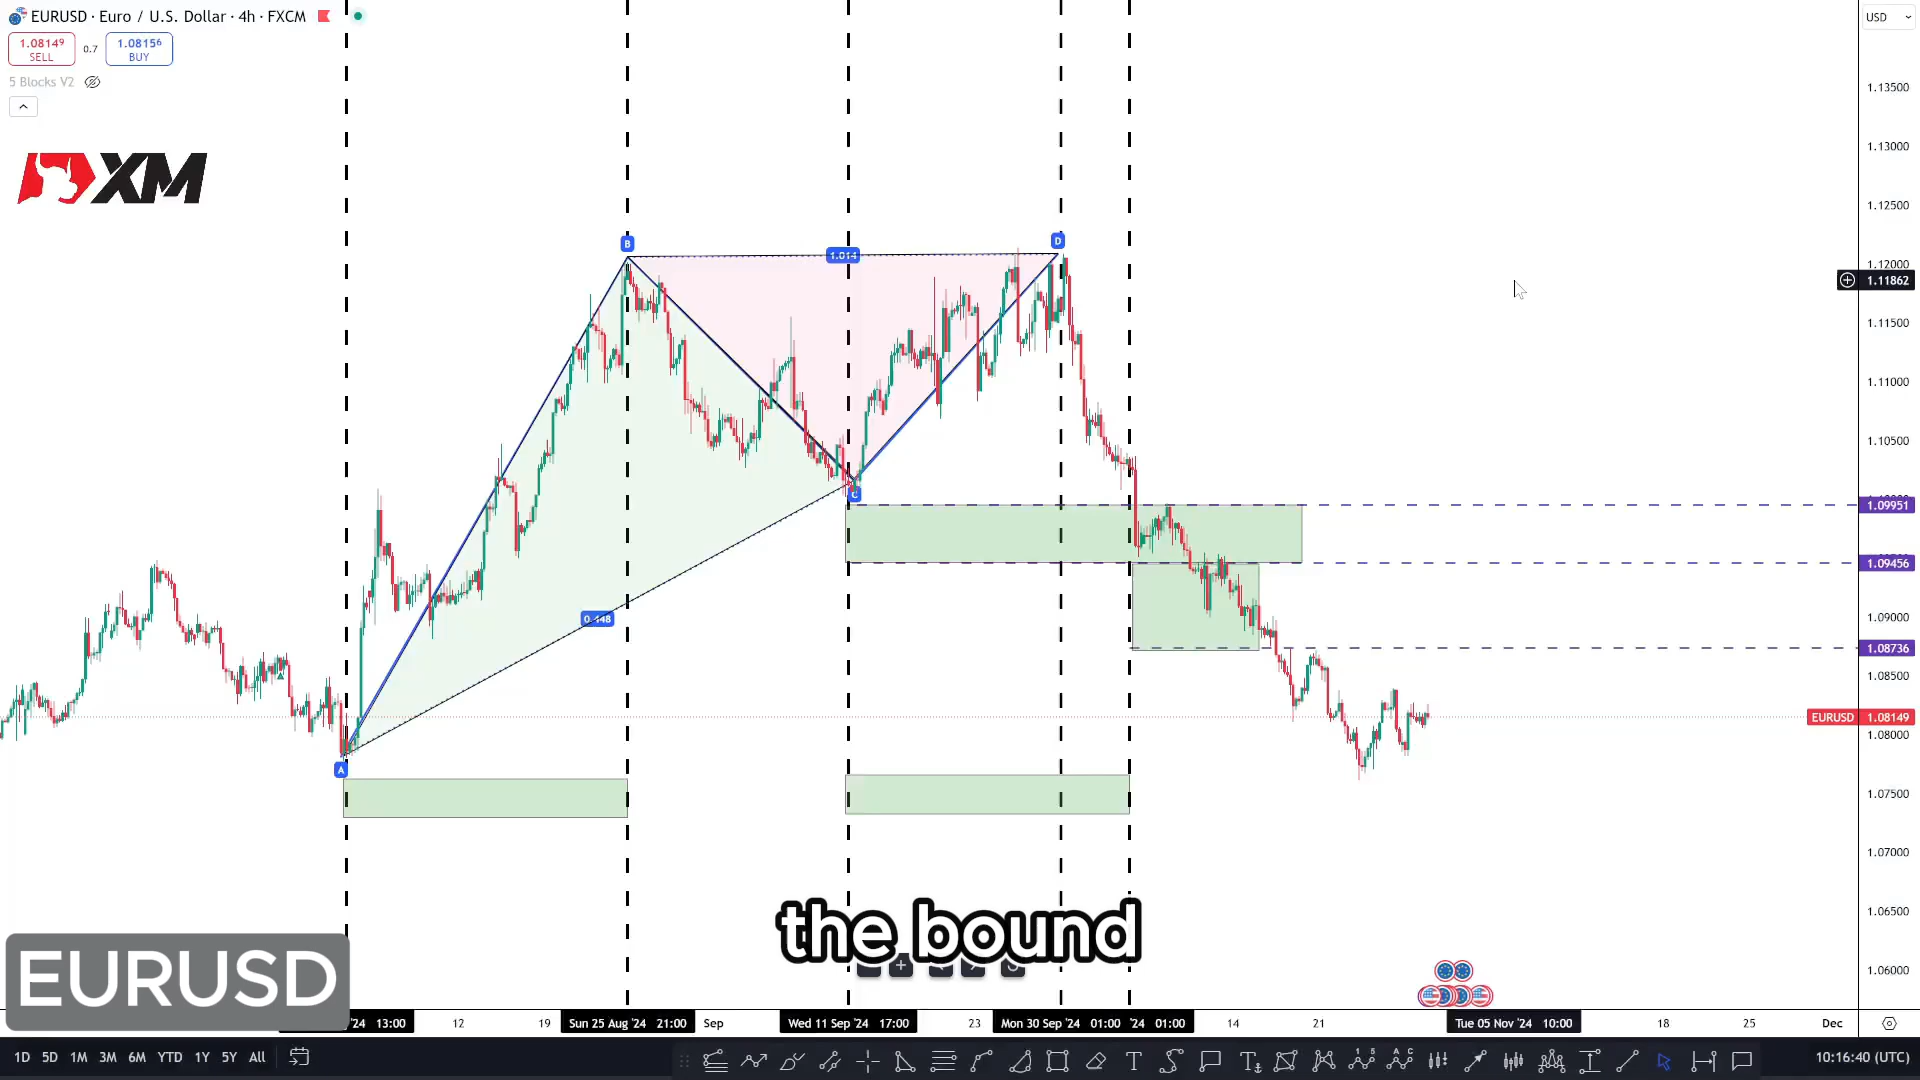 EURUSD · Euro / U.S. Dollar · 4h · FXCM
USD
1.08149
SELL
0.7
1.08156
BUY
5 Blocks V2
XM
1.13500
1.13000
1.12500
1.12000
1.11862
1.11500
1.11000
1.10500
1.09951
1.09456
1.09000
1.08736
1.08500
EURUSD 1.08149
1.08000
1.07500
1.07000
1.06500
1.06000
B
D
1.014
C
0.448
A
the bound
EURUSD
'24 13:00
12
19
Sun 25 Aug '24 21:00
Sep
Wed 11 Sep '24 17:00
23
Mon 30 Sep '24 01:00
'24 01:00
14
21
Tue 05 Nov '24 10:00
18
25
Dec
1D 5D 1M 3M 6M YTD 1Y 5Y All
10:16:40 (UTC)